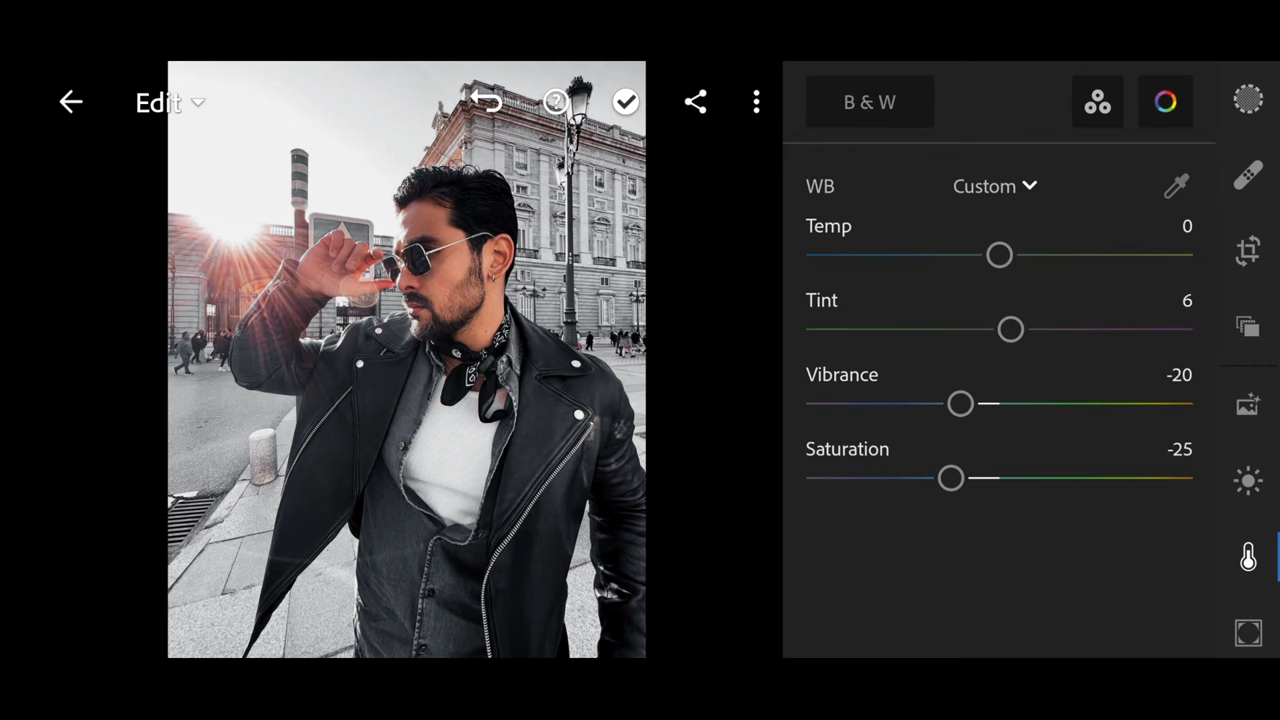 Edit
B & W
WB
Custom
Temp
0
Tint
6
Vibrance
-20
Saturation
-25